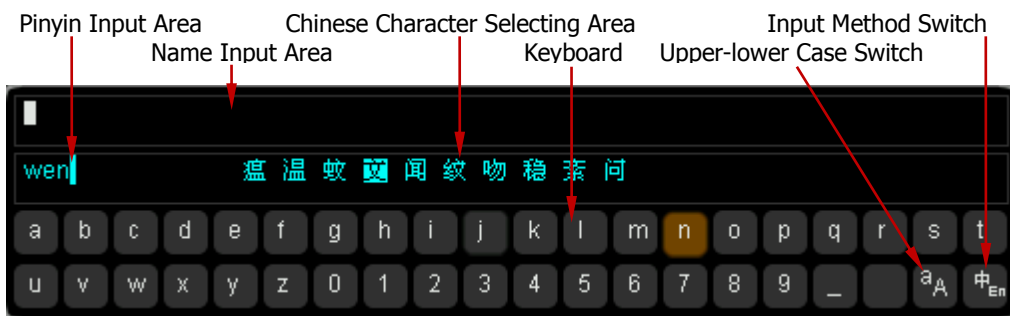 Pinyin Input Area Chinese Character Selecting Area Input Method Switch
Name Input Area Keyboard Upper-lower Case Switch
wen 瘟 温 蚊 文 闻 纹 吻 稳 紊 问
a b c d e f g h i j k l m n o p q r s t
u v w x y z 0 1 2 3 4 5 6 7 8 9 _ aA 中En